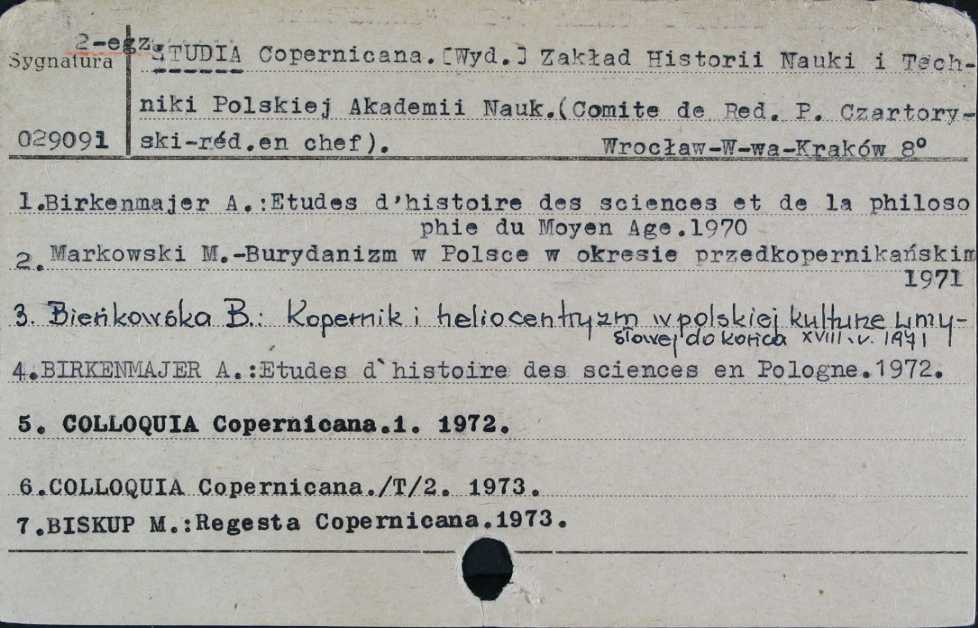 2-egz.
Sygnatura
STUDIA Copernicana.[Wyd.] Zakład Historii Nauki i Tech-
niki Polskiej Akademii Nauk.(Comite de Red. P. Czartory-
029091 ski-réd.en chef). Wrocław-W-wa-Kraków 8°
1.Birkenmajer A.:Etudes d'histoire des sciences et de la philoso
phie du Moyen Age.1970
2.Markowski M.-Burydanizm w Polsce w okresie przedkopernikańskim
1971
3. Bieńkowska B.: Kopernik i heliocentryzm w polskiej kulturze umy-
słowej do końca XVIII.w. 1971
4.BIRKENMAJER A.:Etudes d`histoire des sciences en Pologne.1972.
5. COLLOQUIA Copernicana.1. 1972.
6.COLLOQUIA Copernicana./T/2. 1973.
7.BISKUP M.:Regesta Copernicana.1973.